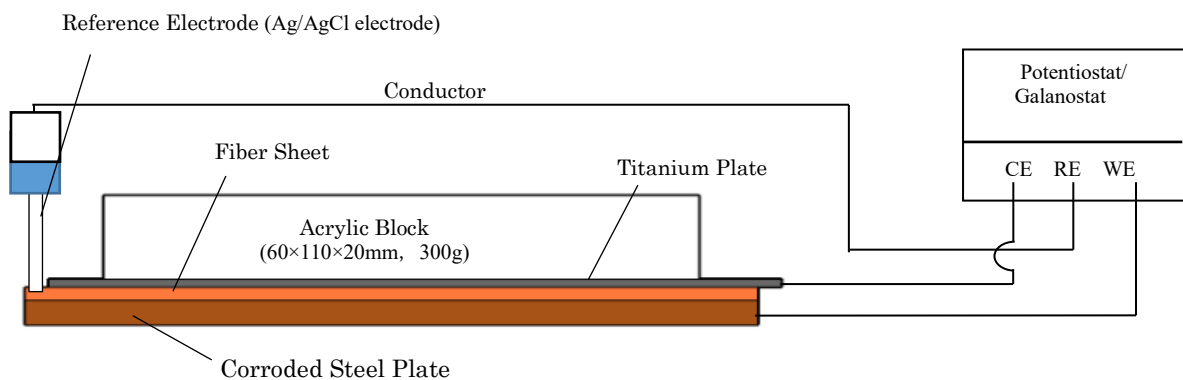 Reference Electrode (Ag/AgCl electrode)
Conductor
Potentiostat/
Galanostat
Fiber Sheet
Titanium Plate
CE RE WE
Acrylic Block
(60×110×20mm, 300g)
Corroded Steel Plate